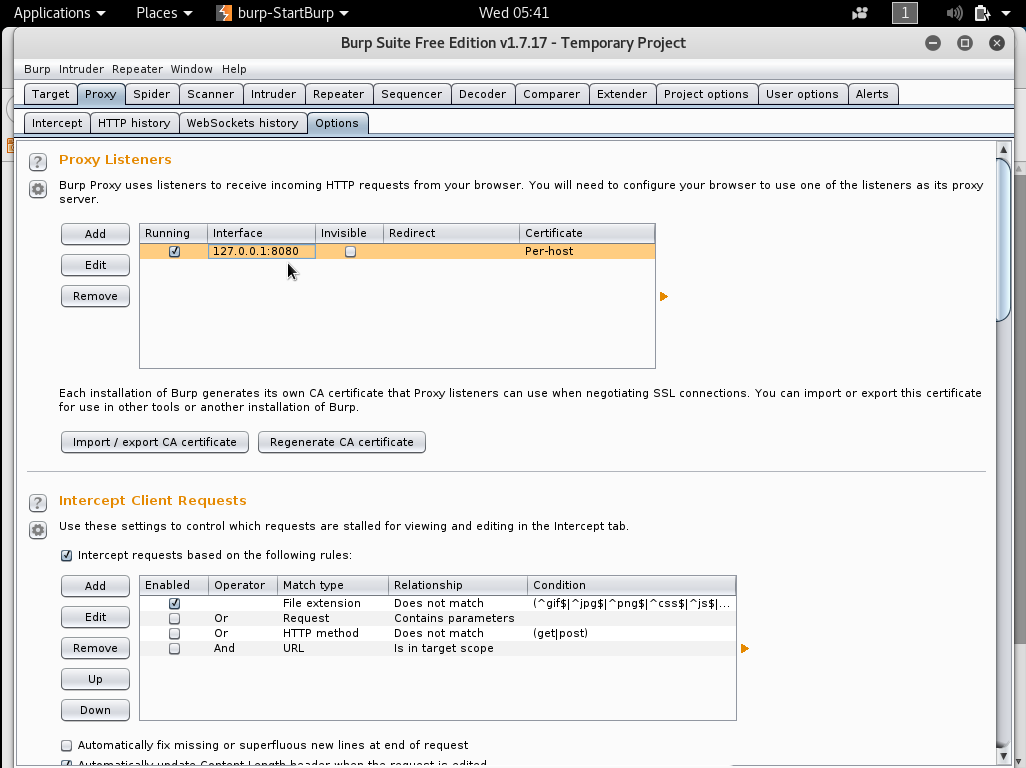 Applications Places burp-StartBurp Wed 05:41 1
Burp Suite Free Edition v1.7.17 - Temporary Project
Burp Intruder Repeater Window Help
Target Proxy Spider Scanner Intruder Repeater Sequencer Decoder Comparer Extender Project options User options Alerts
Intercept HTTP history WebSockets history Options
? Proxy Listeners
Burp Proxy uses listeners to receive incoming HTTP requests from your browser. You will need to configure your browser to use one of the listeners as its proxy
server.
Add Running Interface Invisible Redirect Certificate
127.0.0.1:8080 Per-host
Edit
Remove
Each installation of Burp generates its own CA certificate that Proxy listeners can use when negotiating SSL connections. You can import or export this certificate
for use in other tools or another installation of Burp.
Import / export CA certificate Regenerate CA certificate
? Intercept Client Requests
Use these settings to control which requests are stalled for viewing and editing in the Intercept tab.
Intercept requests based on the following rules:
Add Enabled Operator Match type Relationship Condition
File extension Does not match (^gif$|^jpg$|^png$|^css$|^js$|...
Edit Or Request Contains parameters
Or HTTP method Does not match (get|post)
Remove And URL Is in target scope
Up
Down
Automatically fix missing or superfluous new lines at end of request
Automatically update Content-Length header when the request is edited